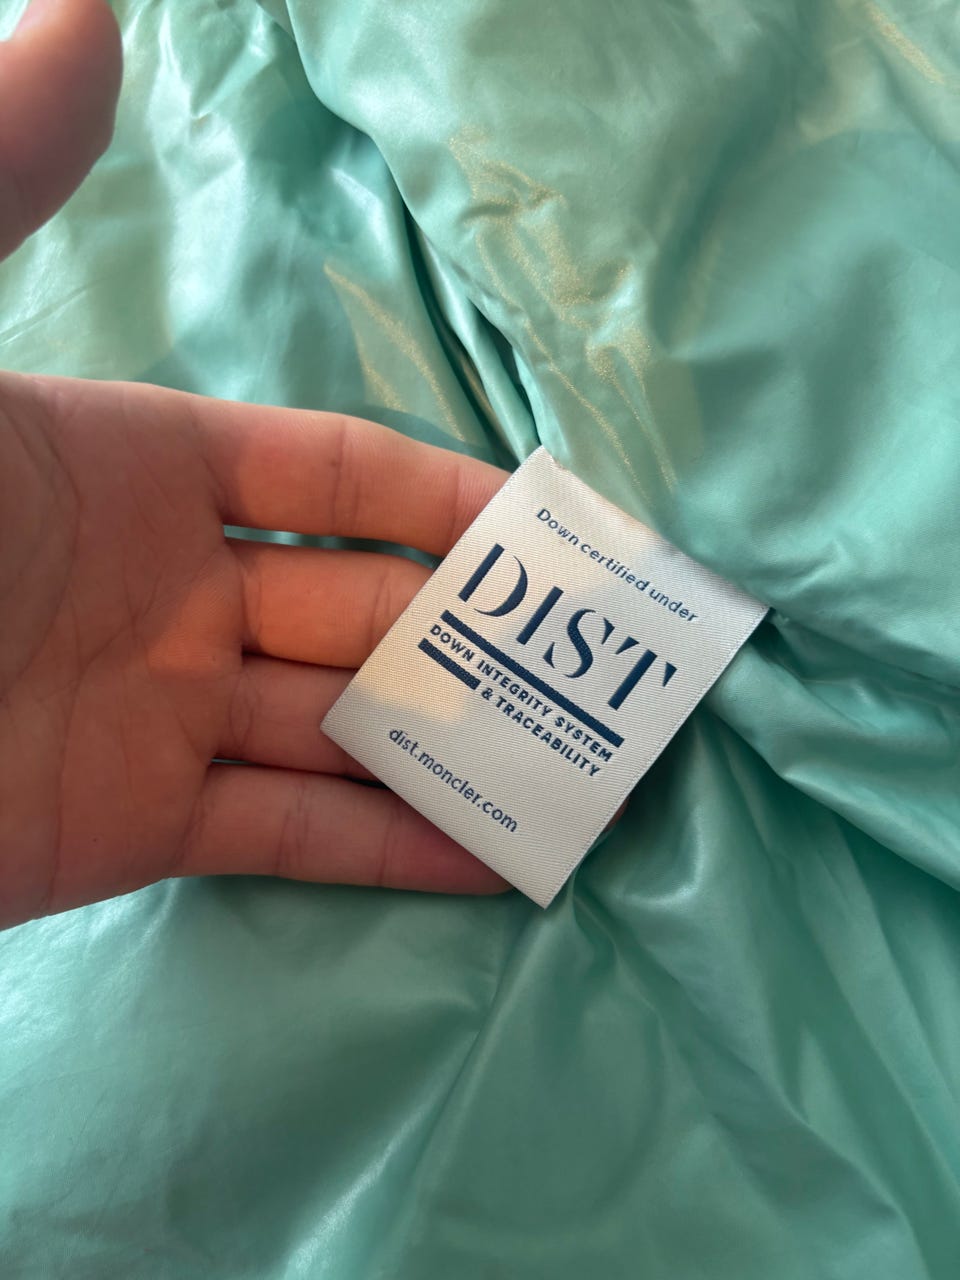 Down certified under
DIST
DOWN INTEGRITY SYSTEM
& TRACEABILITY
dist.moncler.com